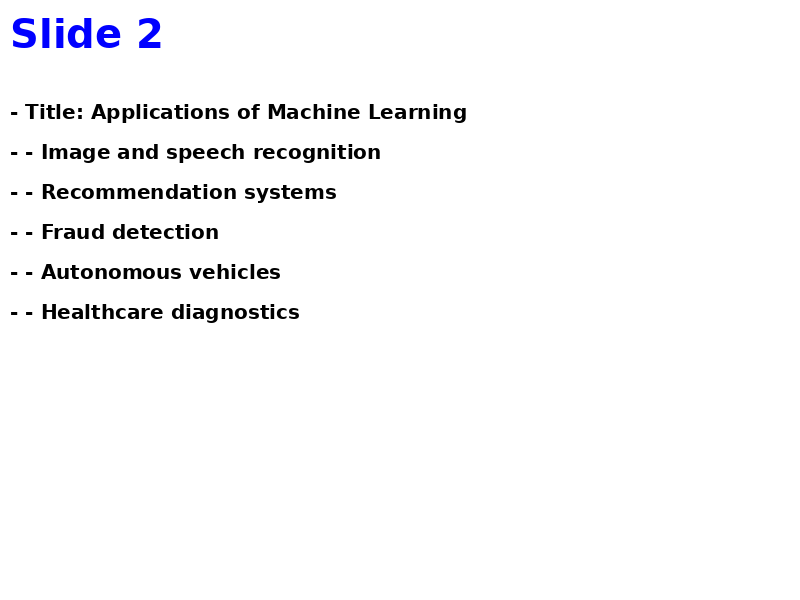 Slide 2
- Title: Applications of Machine Learning
- - Image and speech recognition
- - Recommendation systems
- - Fraud detection
- - Autonomous vehicles
- - Healthcare diagnostics